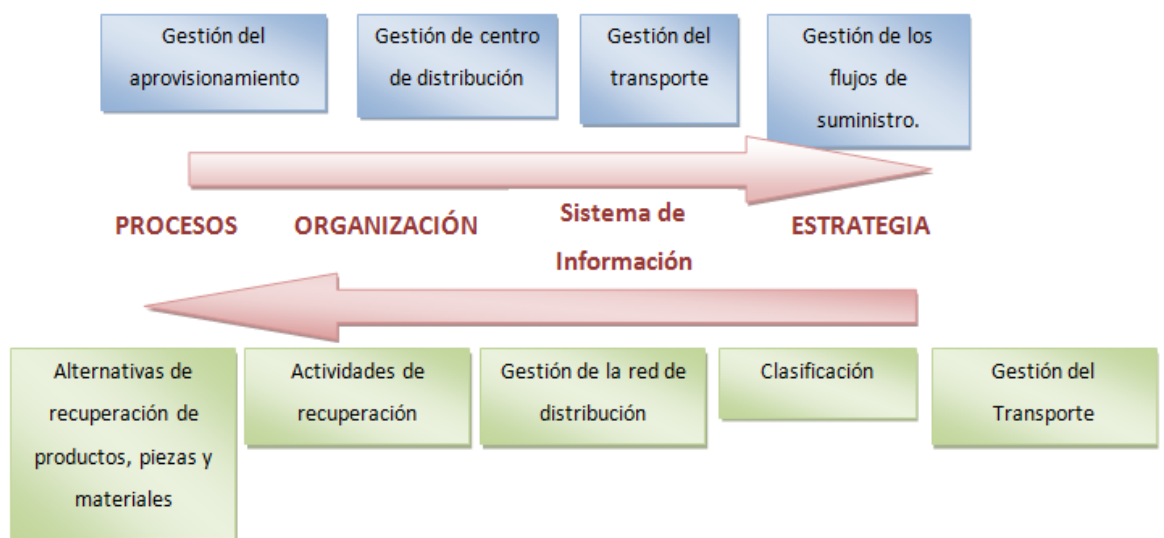 Gestión del
aprovisionamiento
Gestión de centro
de distribución
Gestión del
transporte
Gestión de los
flujos de
suministro.
PROCESOS
ORGANIZACIÓN
Sistema de
Información
ESTRATEGIA
Alternativas de
recuperación de
productos, piezas y
materiales
Actividades de
recuperación
Gestión de la red de
distribución
Clasificación
Gestión del
Transporte